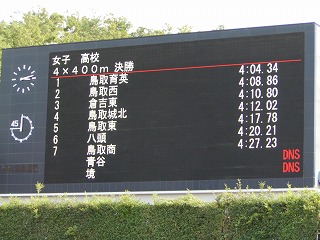 女子 高校
4×400m 決勝
1 鳥取育英 4:04.34
2 鳥取西 4:08.86
3 倉吉東 4:10.80
4 鳥取城北 4:12.02
5 鳥取東 4:17.78
6 八頭 4:20.21
7 鳥取商 4:27.23
青谷 DNS
境 DNS
45